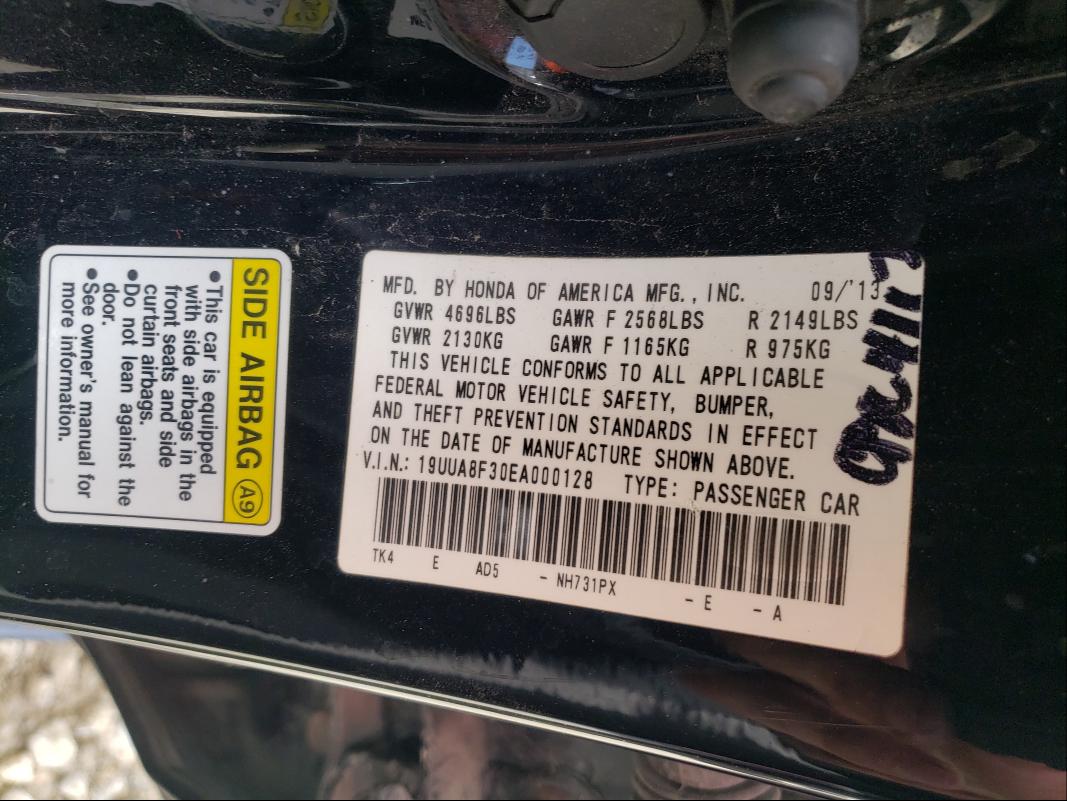 SIDE AIRBAG A9
●This car is equipped
with side airbags in the
front seats and side
curtain airbags.
●Do not lean against the
door.
●See owner's manual for
more information.
MFD. BY HONDA OF AMERICA MFG., INC. 09/'13
GVWR 4696LBS GAWR F 2568LBS R 2149LBS
GVWR 2130KG GAWR F 1165KG R 975KG
THIS VEHICLE CONFORMS TO ALL APPLICABLE
FEDERAL MOTOR VEHICLE SAFETY, BUMPER,
AND THEFT PREVENTION STANDARDS IN EFFECT
ON THE DATE OF MANUFACTURE SHOWN ABOVE.
V.I.N.: 19UUA8F30EA000128 TYPE: PASSENGER CAR
TK4 E AD5 - NH731PX - E - A